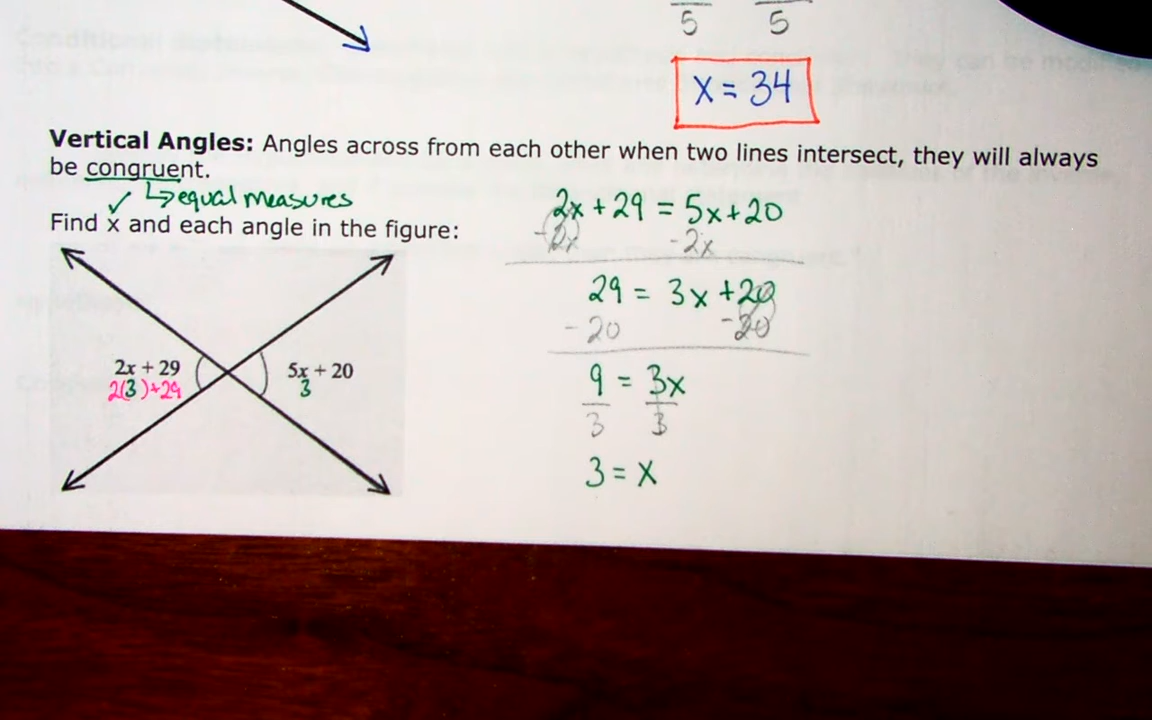 5 5
x = 34
Vertical Angles: Angles across from each other when two lines intersect, they will always
be congruent.
↳equal measures
✓
Find x and each angle in the figure:
2x + 29
2(3)+29
5x + 20
3
2x + 29 = 5x + 20
-2x -2x
29 = 3x + 20
-20 -20
9 = 3x
3 3
3 = x